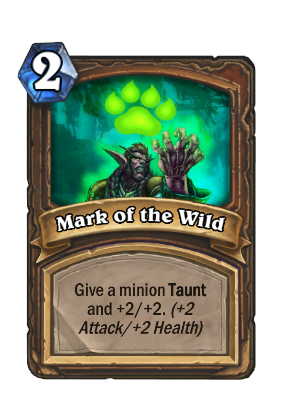 2
Mark of the Wild
Give a minion Taunt
and +2/+2. (+2
Attack/+2 Health)